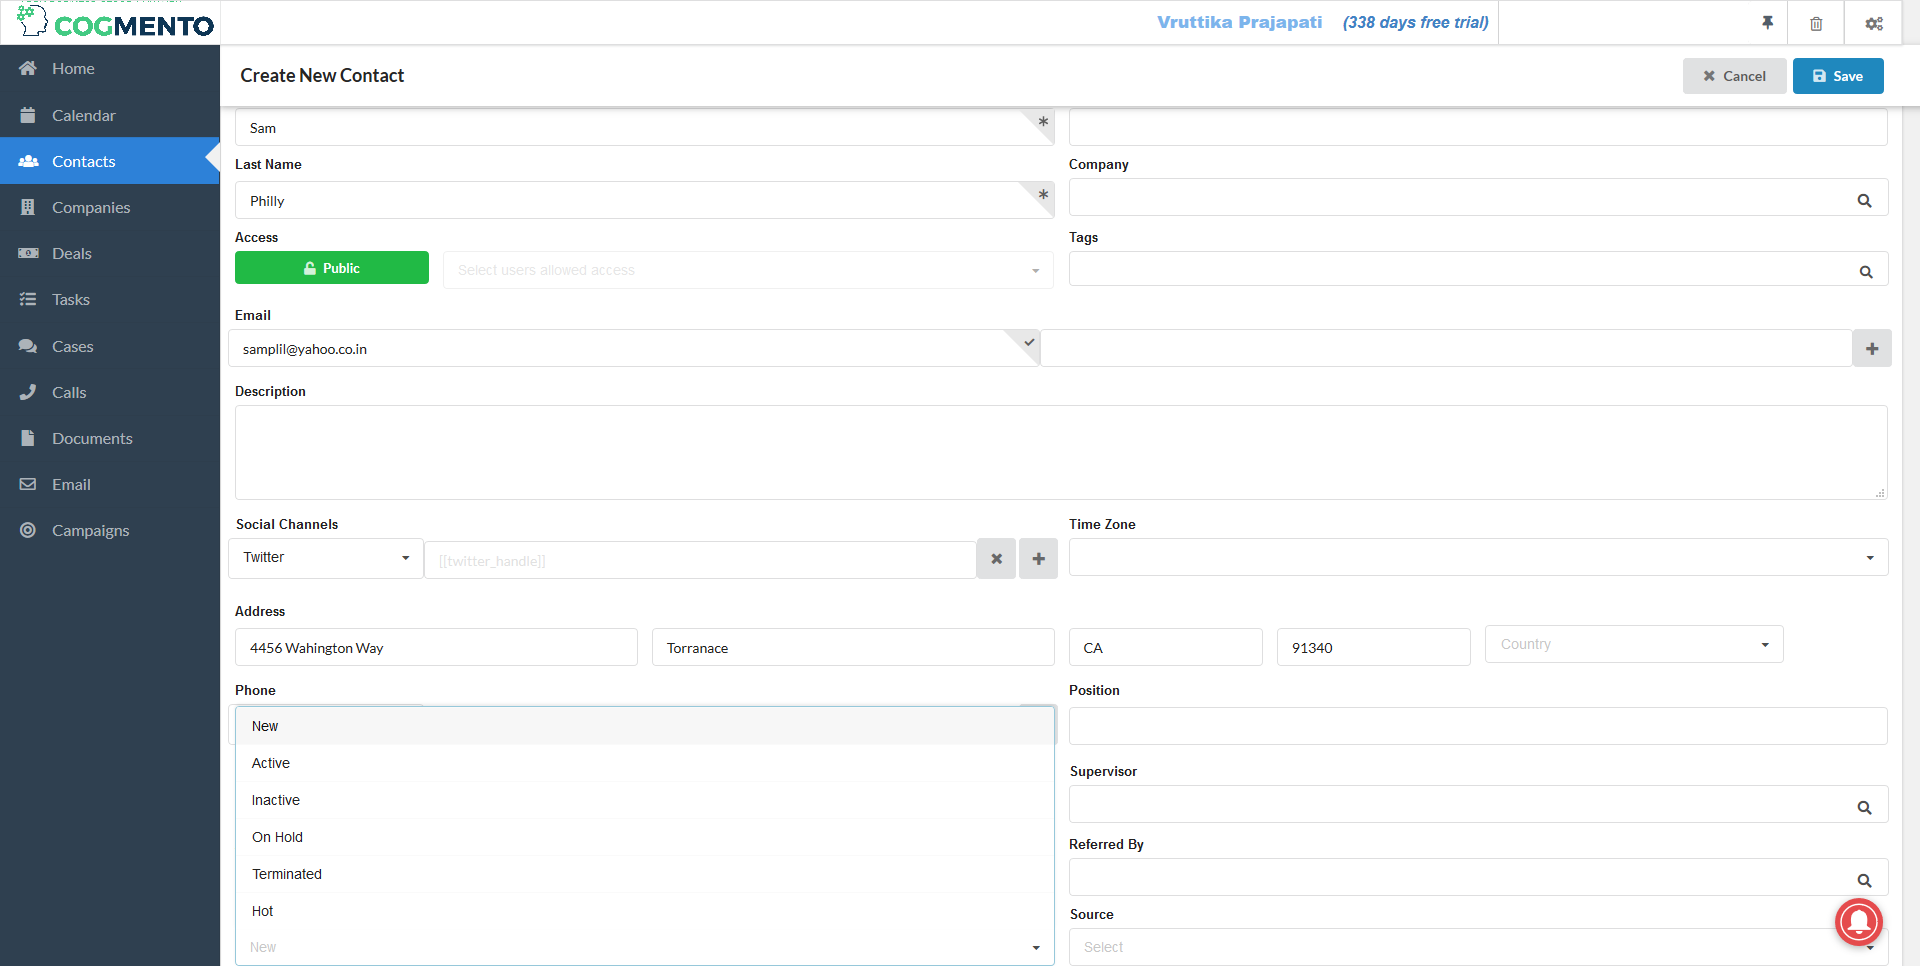 COGMENTO
Vruttika Prajapati (338 days free trial)
Home
Calendar
Contacts
Companies
Deals
Tasks
Cases
Calls
Documents
Email
Campaigns
Create New Contact
Cancel
Save
Sam
Last Name
Company
Philly
Access
Tags
Public
Select users allowed access
Email
samplil@yahoo.co.in
Description
Social Channels
Time Zone
Twitter
[[twitter_handle]]
Address
4456 Wahington Way
Torranace
CA
91340
Country
Phone
Position
New
Active
Inactive
On Hold
Terminated
Hot
New
Supervisor
Referred By
Source
Select